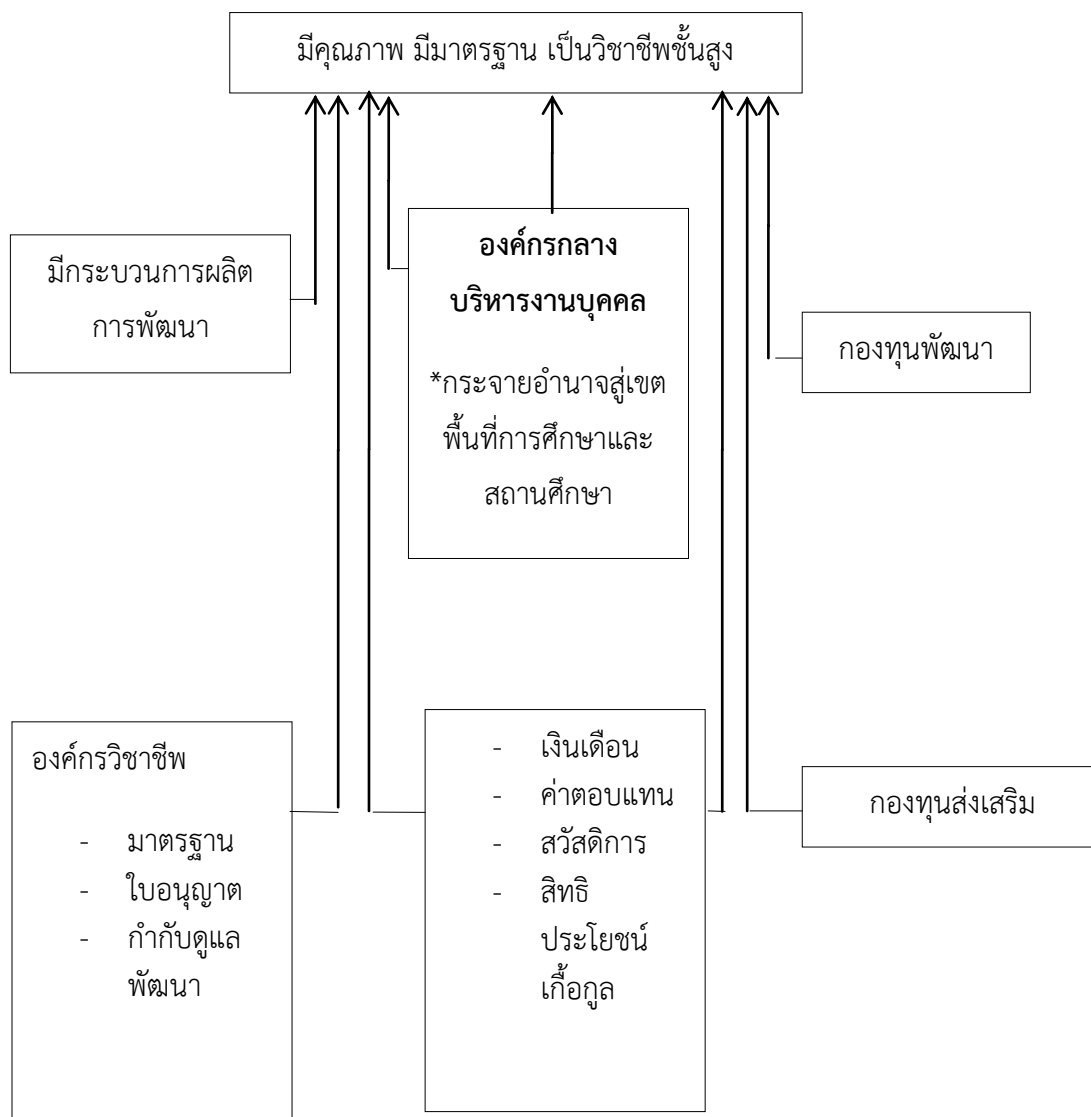 มีคุณภาพ มีมาตรฐาน เป็นวิชาชีพชั้นสูง
มีกระบวนการผลิต
การพัฒนา
องค์กรกลาง
บริหารงานบุคคล
*กระจายอำนาจสู่เขต
พื้นที่การศึกษาและ
สถานศึกษา
กองทุนพัฒนา
องค์กรวิชาชีพ
- มาตรฐาน
- ใบอนุญาต
- กำกับดูแล
พัฒนา
- เงินเดือน
- ค่าตอบแทน
- สวัสดิการ
- สิทธิ
ประโยชน์
เกื้อกูล
กองทุนส่งเสริม